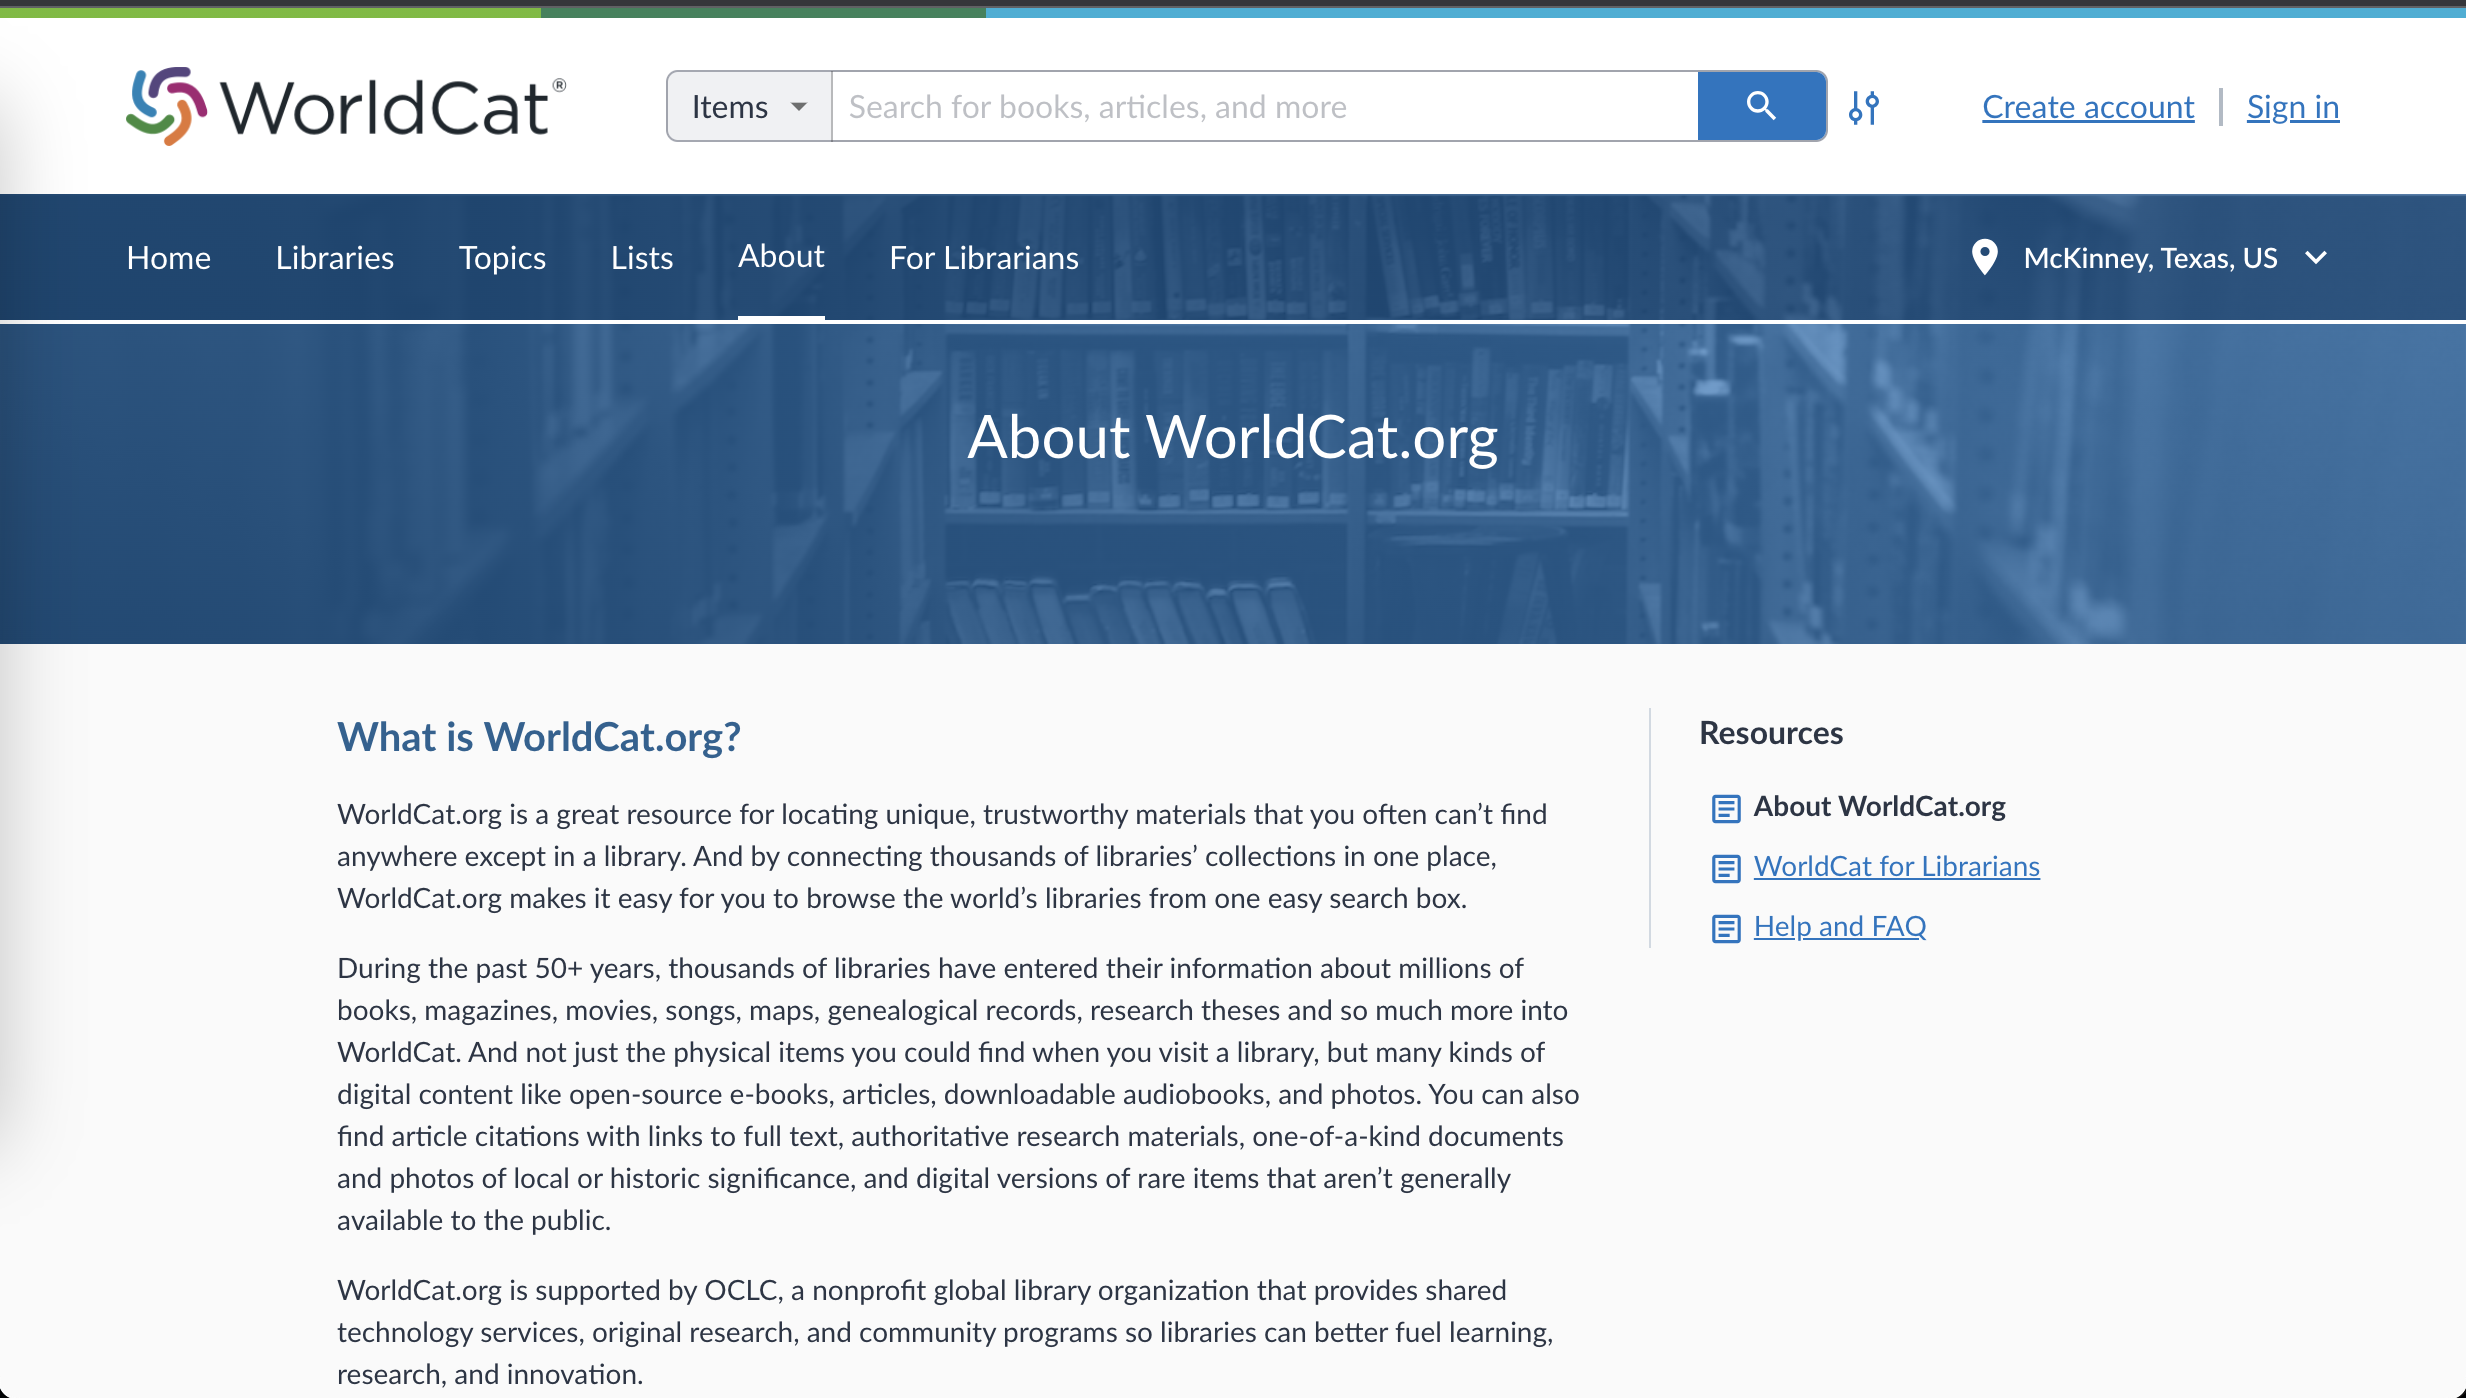 WorldCat®
Items
Search for books, articles, and more
Create account
Sign in
Home
Libraries
Topics
Lists
About
For Librarians
McKinney, Texas, US
About WorldCat.org
What is WorldCat.org?
WorldCat.org is a great resource for locating unique, trustworthy materials that you often can’t find
anywhere except in a library. And by connecting thousands of libraries’ collections in one place,
WorldCat.org makes it easy for you to browse the world’s libraries from one easy search box.
During the past 50+ years, thousands of libraries have entered their information about millions of
books, magazines, movies, songs, maps, genealogical records, research theses and so much more into
WorldCat. And not just the physical items you could find when you visit a library, but many kinds of
digital content like open-source e-books, articles, downloadable audiobooks, and photos. You can also
find article citations with links to full text, authoritative research materials, one-of-a-kind documents
and photos of local or historic significance, and digital versions of rare items that aren’t generally
available to the public.
WorldCat.org is supported by OCLC, a nonprofit global library organization that provides shared
technology services, original research, and community programs so libraries can better fuel learning,
research, and innovation.
Resources
About WorldCat.org
WorldCat for Librarians
Help and FAQ